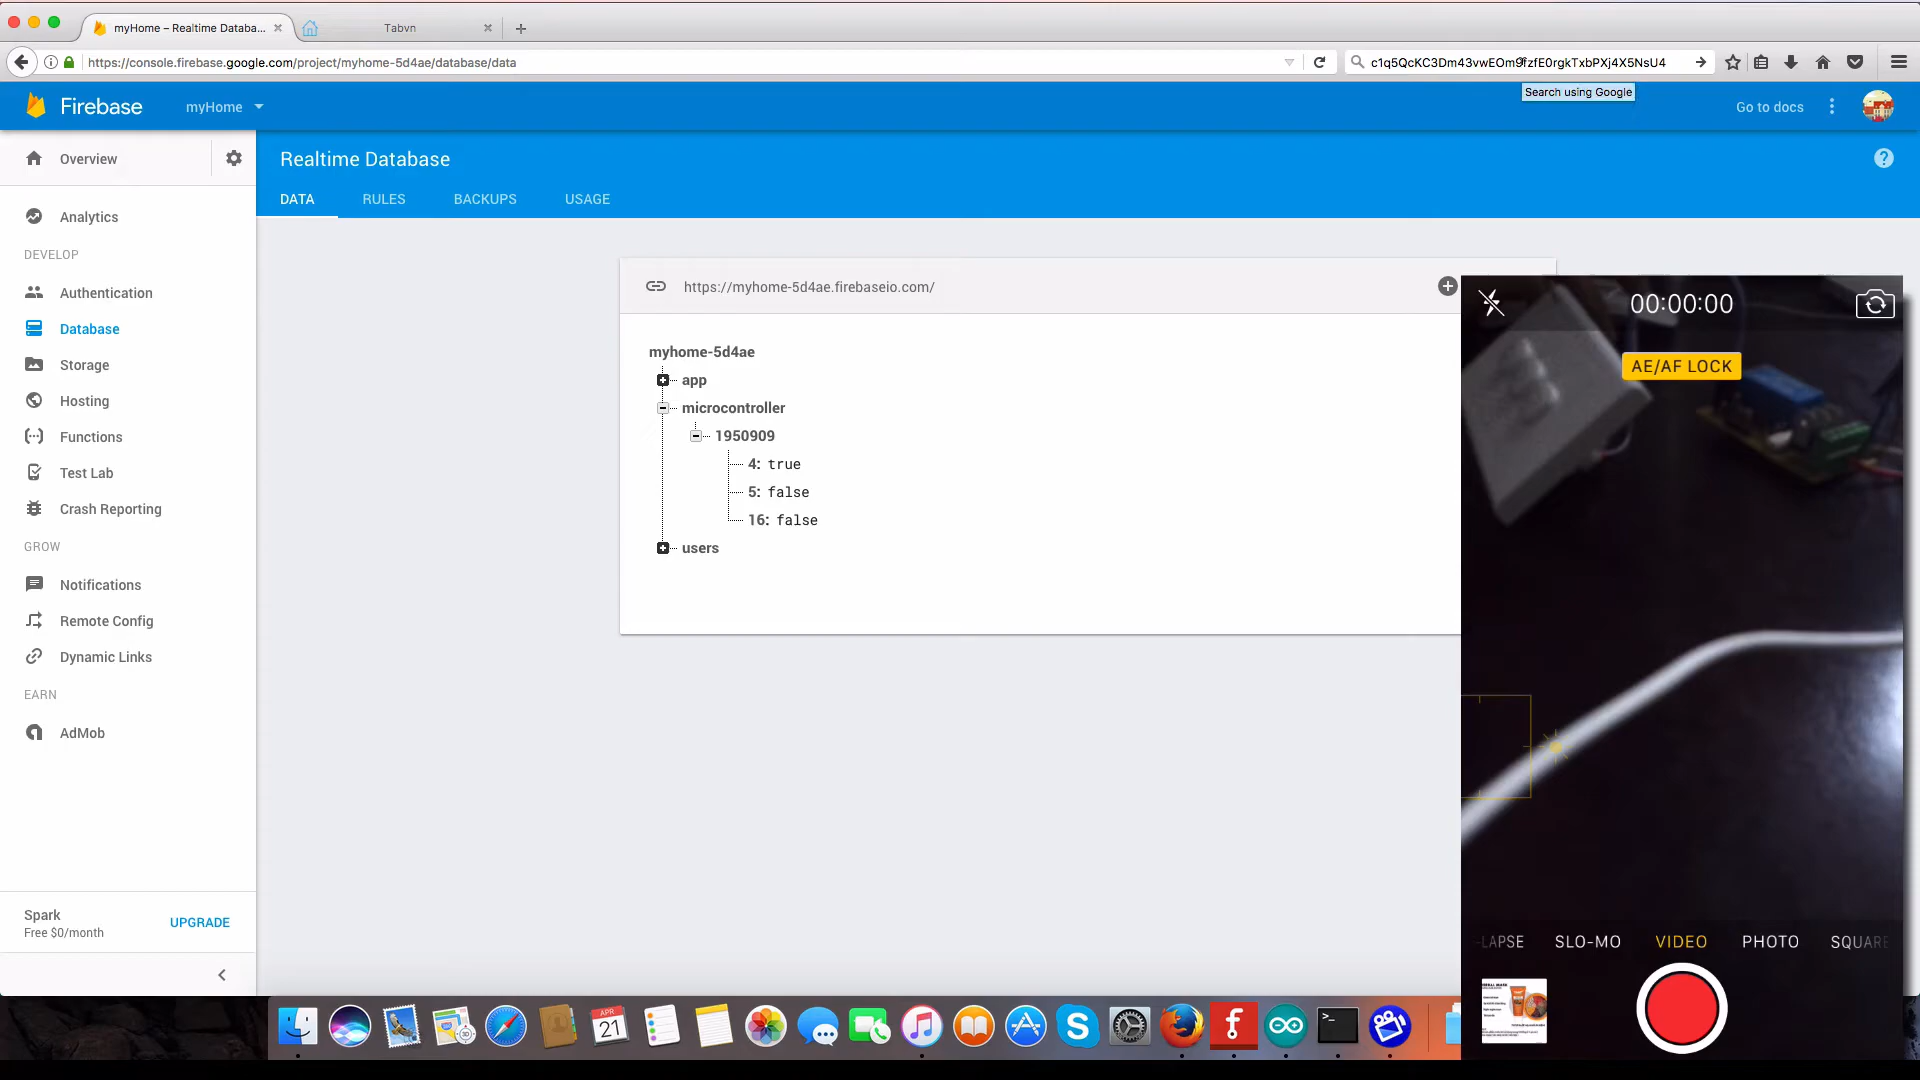 myHome – Realtime Databa...
Tabvn
https://console.firebase.google.com/project/myhome-5d4ae/database/data
c1q5QcKC3Dm43vwEOm9fzfE0rgkTxbPXj4X5NsU4
Search using Google
Firebase
myHome
Go to docs
Overview
Realtime Database
DATA
RULES
BACKUPS
USAGE
Analytics
DEVELOP
Authentication
Database
Storage
Hosting
Functions
Test Lab
Crash Reporting
GROW
Notifications
Remote Config
Dynamic Links
EARN
AdMob
Spark
Free $0/month
UPGRADE
https://myhome-5d4ae.firebaseio.com/
myhome-5d4ae
app
microcontroller
1950909
4: true
5: false
16: false
users
00:00:00
AE/AF LOCK
-LAPSE
SLO-MO
VIDEO
PHOTO
SQUARE
APR
21